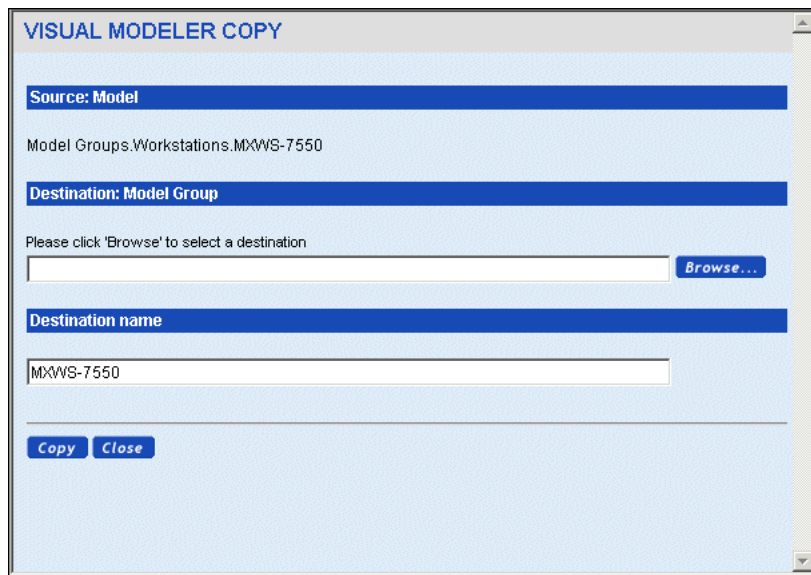 VISUAL MODELER COPY
Source: Model
Model Groups.Workstations.MXWS-7550
Destination: Model Group
Please click 'Browse' to select a destination
Browse...
Destination name
MXWS-7550
Copy Close